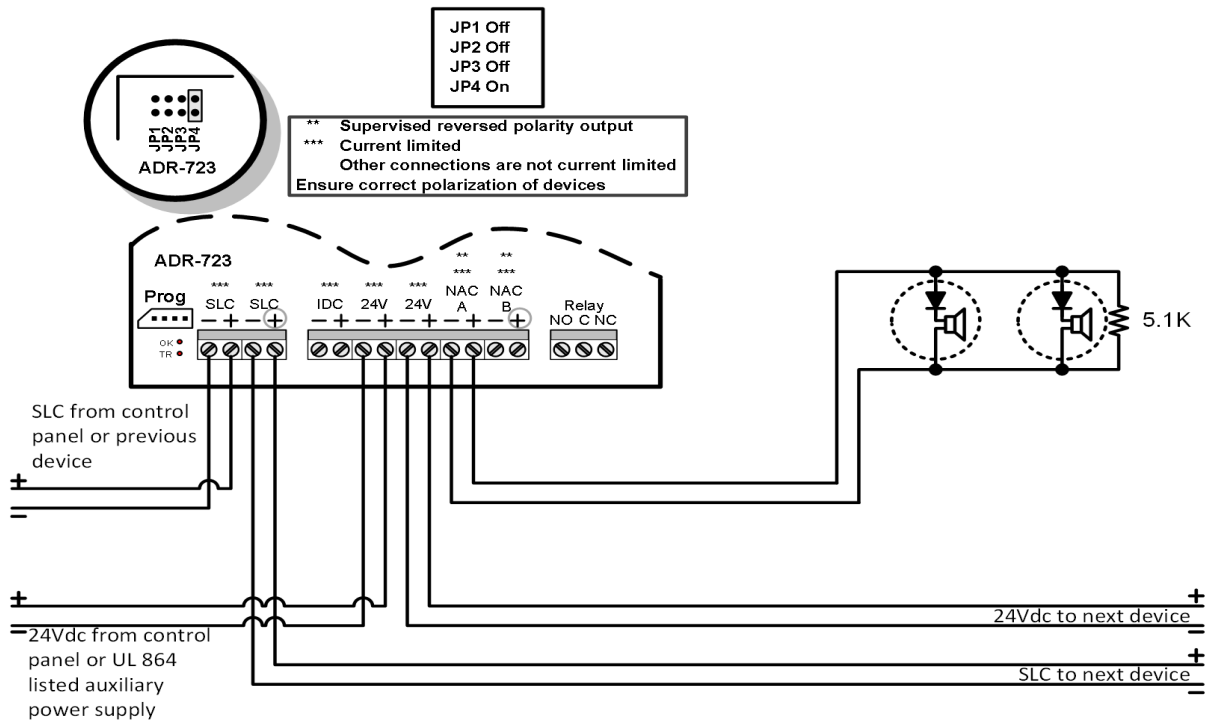 JP1 Off
JP2 Off
JP3 Off
JP4 On
JP1
JP2
JP3
JP4
ADR-723
** Supervised reversed polarity output
*** Current limited
Other connections are not current limited
Ensure correct polarization of devices
ADR-723
Prog
OK
TR
*** *** *** *** *** ** ** 
*** ***
SLC SLC IDC 24V 24V NAC A NAC B
− + − + − + − + − + − + − +
Relay
NO C NC
5.1K
SLC from control
panel or previous
device
+
−
+
−
24Vdc from control
panel or UL 864
listed auxiliary
power supply
+
24Vdc to next device
−
+
SLC to next device
−